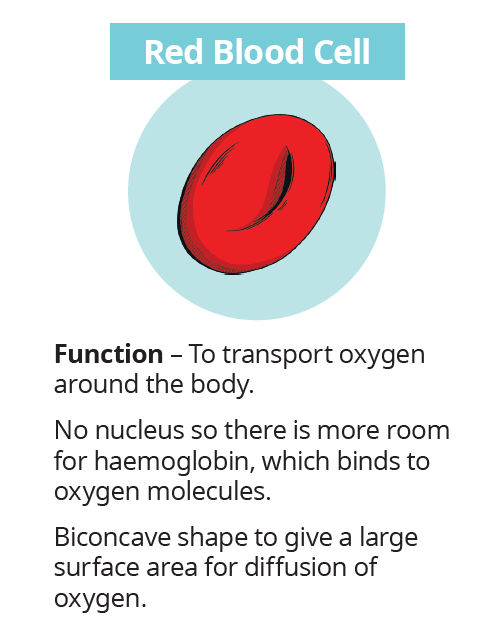 Red Blood Cell
Function – To transport oxygen
around the body.
No nucleus so there is more room
for haemoglobin, which binds to
oxygen molecules.
Biconcave shape to give a large
surface area for diffusion of
oxygen.